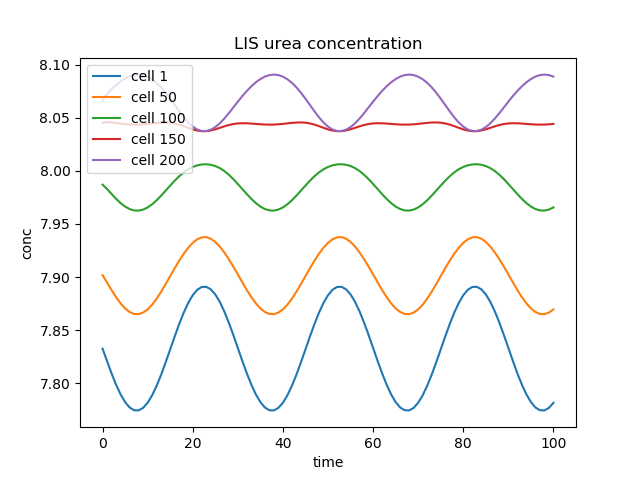 LIS urea concentration
cell 1
cell 50
cell 100
cell 150
cell 200
8.10
8.05
8.00
7.95
7.90
7.85
7.80
conc
0
20
40
60
80
100
time